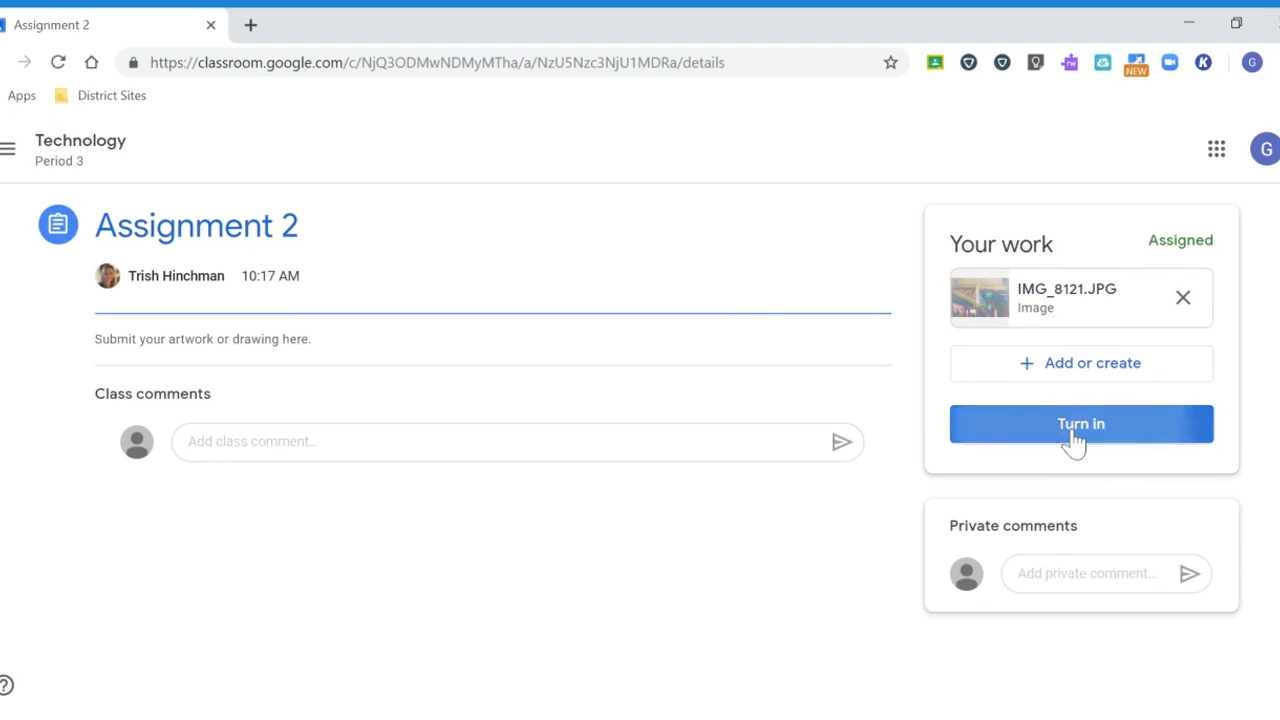 Assignment 2
https://classroom.google.com/c/NjQ3ODMwNDMyMTha/a/NzU5Nzc3NjU1MDRa/details
NEW
K
G
Apps
District Sites
Technology
Period 3
G
Assignment 2
Trish Hinchman 10:17 AM
Submit your artwork or drawing here.
Class comments
Add class comment...
Your work
Assigned
IMG_8121.JPG
Image
+ Add or create
Turn in
Private comments
Add private comment...